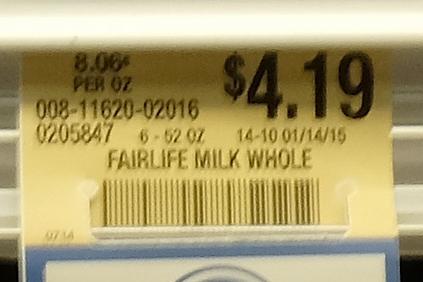 8.06¢
PER OZ
$4.19
008-11620-02016
0205847 6 - 52 OZ 14-10 01/14/15
FAIRLIFE MILK WHOLE